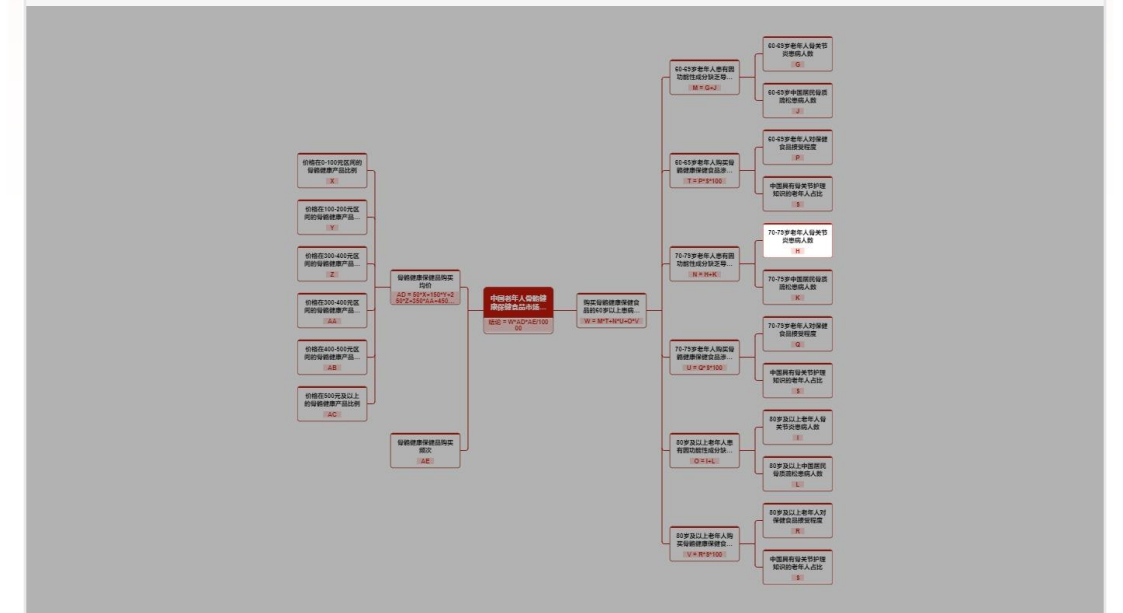 价格在0-100元区间的
骨骼健康产品比例
X
价格在100-200元区
间的骨骼健康产品...
Y
价格在300-400元区
间的骨骼健康产品...
Z
价格在300-400元区
间的骨骼健康产品...
AA
价格在400-500元区
间的骨骼健康产品...
AB
价格在500元及以上
的骨骼健康产品比例
AC
骨骼健康保健品购买
均价
AD = 50*X+150*Y+2
50*Z+350*AA+450...
骨骼健康保健品购买
频次
AE
中国老年人骨骼健
康保健食品市场...
结论 = W*AD*AE/100
00
购买骨骼健康保健食
品的60岁以上患病...
W = M*T+N*U+O*V
60-69岁老年人患有因
功能性成分缺乏导...
M = G+J
60-69岁老年人骨关节
炎患病人数
G
60-69岁中国居民骨质
疏松患病人数
J
60-69岁老年人购买骨
骼健康保健食品渗...
T = P*S*100
60-69岁老年人对保健
食品接受程度
P
中国具有骨关节护理
知识的老年人占比
S
70-79岁老年人患有因
功能性成分缺乏导...
N = H+K
70-79岁老年人骨关节
炎患病人数
H
70-79岁中国居民骨质
疏松患病人数
K
70-79岁老年人购买骨
骼健康保健食品渗...
U = Q*S*100
70-79岁老年人对保健
食品接受程度
Q
中国具有骨关节护理
知识的老年人占比
S
80岁及以上老年人患
有因功能性成分缺...
O = I+L
80岁及以上老年人骨
关节炎患病人数
I
80岁及以上中国居民
骨质疏松患病人数
L
80岁及以上老年人购
买骨骼健康保健食...
V = R*S*100
80岁及以上老年人对
保健食品接受程度
R
中国具有骨关节护理
知识的老年人占比
S